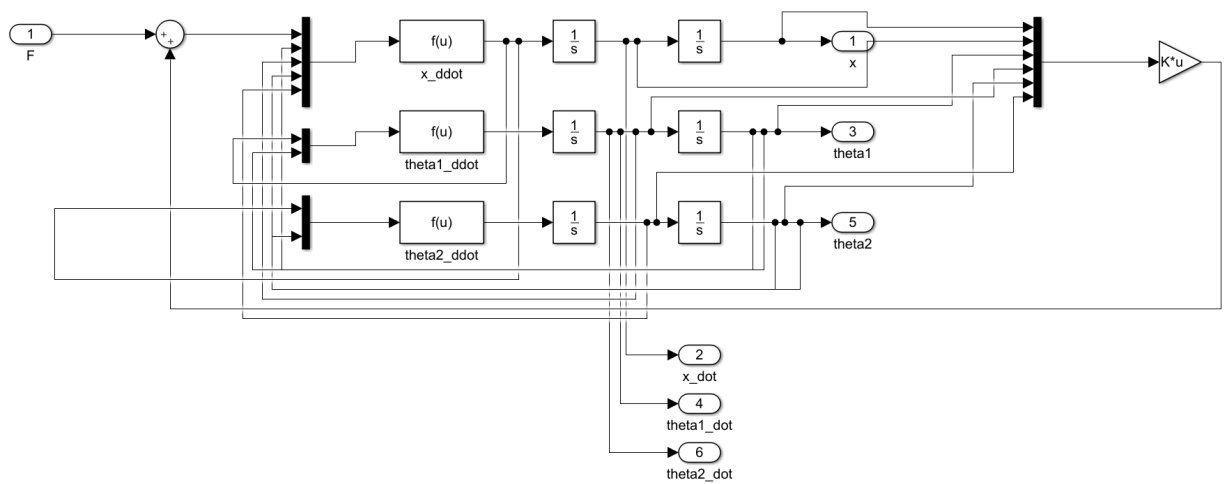 1
F
++
f(u)
x_ddot
1
s
1
s
1
x
K*u
f(u)
theta1_ddot
1
s
1
s
3
theta1
f(u)
theta2_ddot
1
s
1
s
5
theta2
2
x_dot
4
theta1_dot
6
theta2_dot